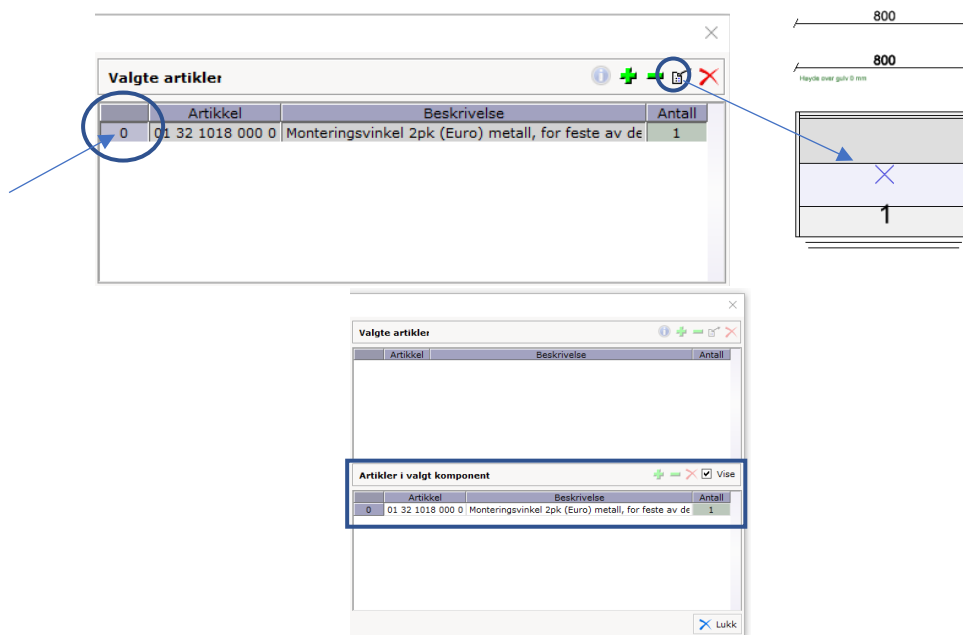 800
Valgte artikler
800
Høyde over gulv 0 mm
Artikkel Beskrivelse Antall
0 01 32 1018 000 0 Monteringsvinkel 2pk (Euro) metall, for feste av de 1
1
Valgte artikler
Artikkel Beskrivelse Antall
Artikler i valgt komponent Vise
Artikkel Beskrivelse Antall
0 01 32 1018 000 0 Monteringsvinkel 2pk (Euro) metall, for feste av de 1
Lukk